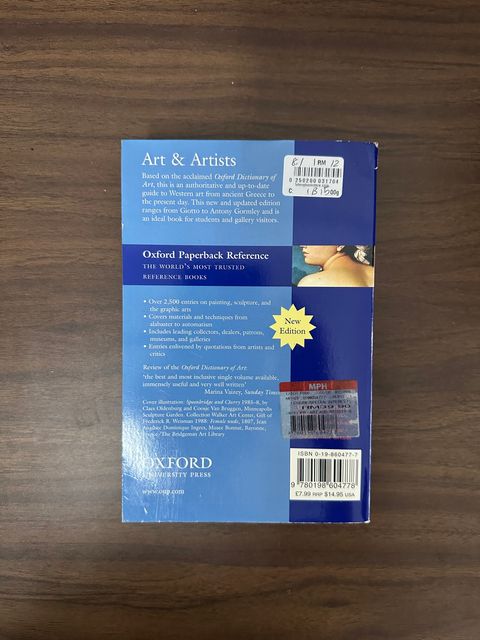 Art & Artists
Based on the acclaimed Oxford Dictionary of
Art, this is an authoritative and up-to-date
guide to Western art from ancient Greece to
the present day. This new and updated edition
ranges from Giotto to Antony Gormley and is
an ideal book for students and gallery visitors.
RM 12
0 250200 031704
Oxford Paperback Reference
THE WORLD'S MOST TRUSTED
REFERENCE BOOKS
• Over 2,500 entries on painting, sculpture, and
the graphic arts
• Covers materials and techniques from
alabaster to automatism
• Includes leading collectors, dealers, patrons,
museums, and galleries
• Entries enlivened by quotations from artists and
critics
New
Edition
Review of the Oxford Dictionary of Art:
'the best and most inclusive single volume available,
immensely useful and very well written'
Marina Vaizey, Sunday Times
Cover illustration: Spoonbridge and Cherry 1985–8, by
Claes Oldenburg and Coosje Van Bruggen, Minneapolis
Sculpture Garden. Collection Walker Art Center, Gift of
Frederick R. Weisman 1988; Female nude, 1807, Jean
Auguste Dominique Ingres, Musee Bonnat, Bayonne,
France/The Bridgeman Art Library
MPH
RM39.90
OXFORD
UNIVERSITY PRESS
www.oup.com
ISBN 0-19-860477-7
9 780198 604778
£7.99 RRP $14.95 USA